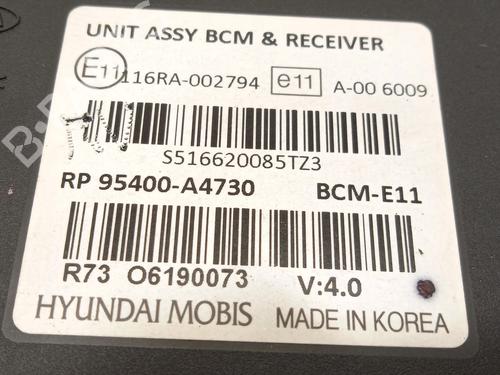 UNIT ASSY BCM & RECEIVER
E11 116RA-002794 e11 A-00 6009
S516620085TZ3
RP 95400-A4730 BCM-E11
R73 O6190073 V:4.0
HYUNDAI MOBIS MADE IN KOREA